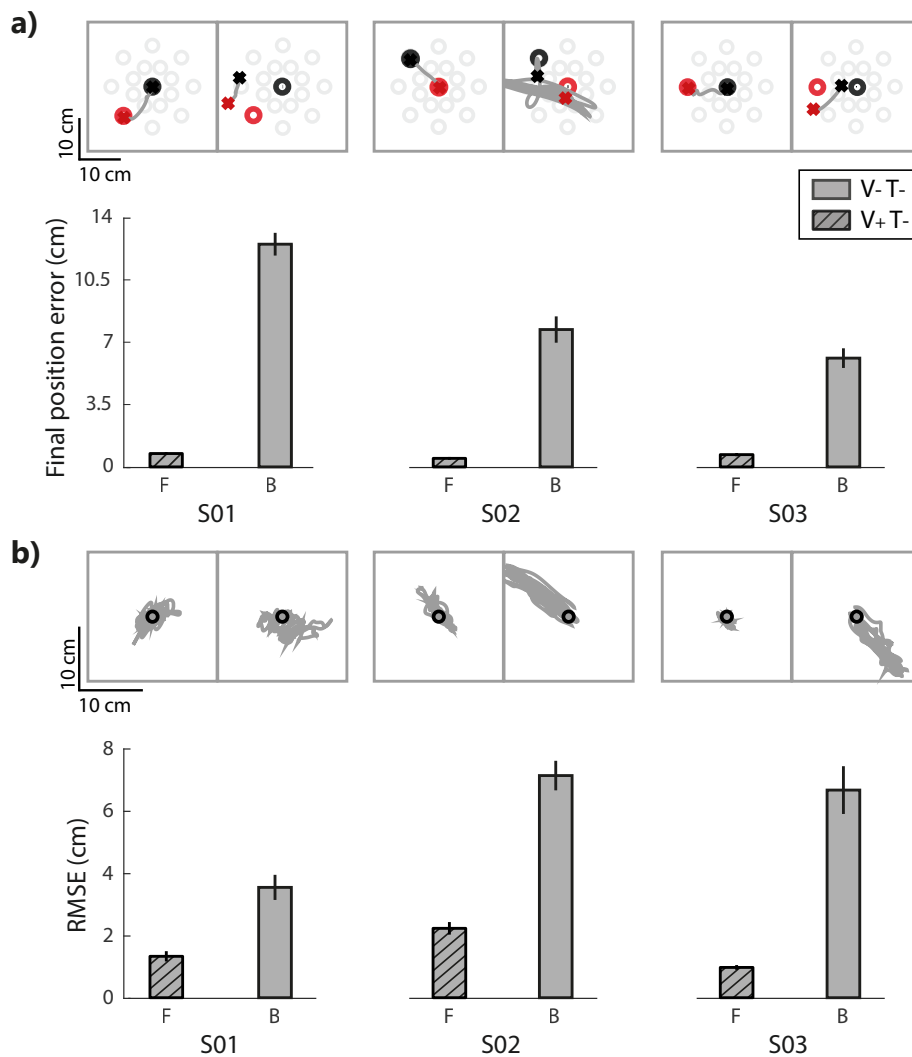 a)
10 cm
10 cm
V- T-
V+ T-
Final position error (cm)
14
10.5
7
3.5
0
F
B
F
B
F
B
S01
S02
S03
b)
10 cm
10 cm
RMSE (cm)
8
6
4
2
0
F
B
F
B
F
B
S01
S02
S03